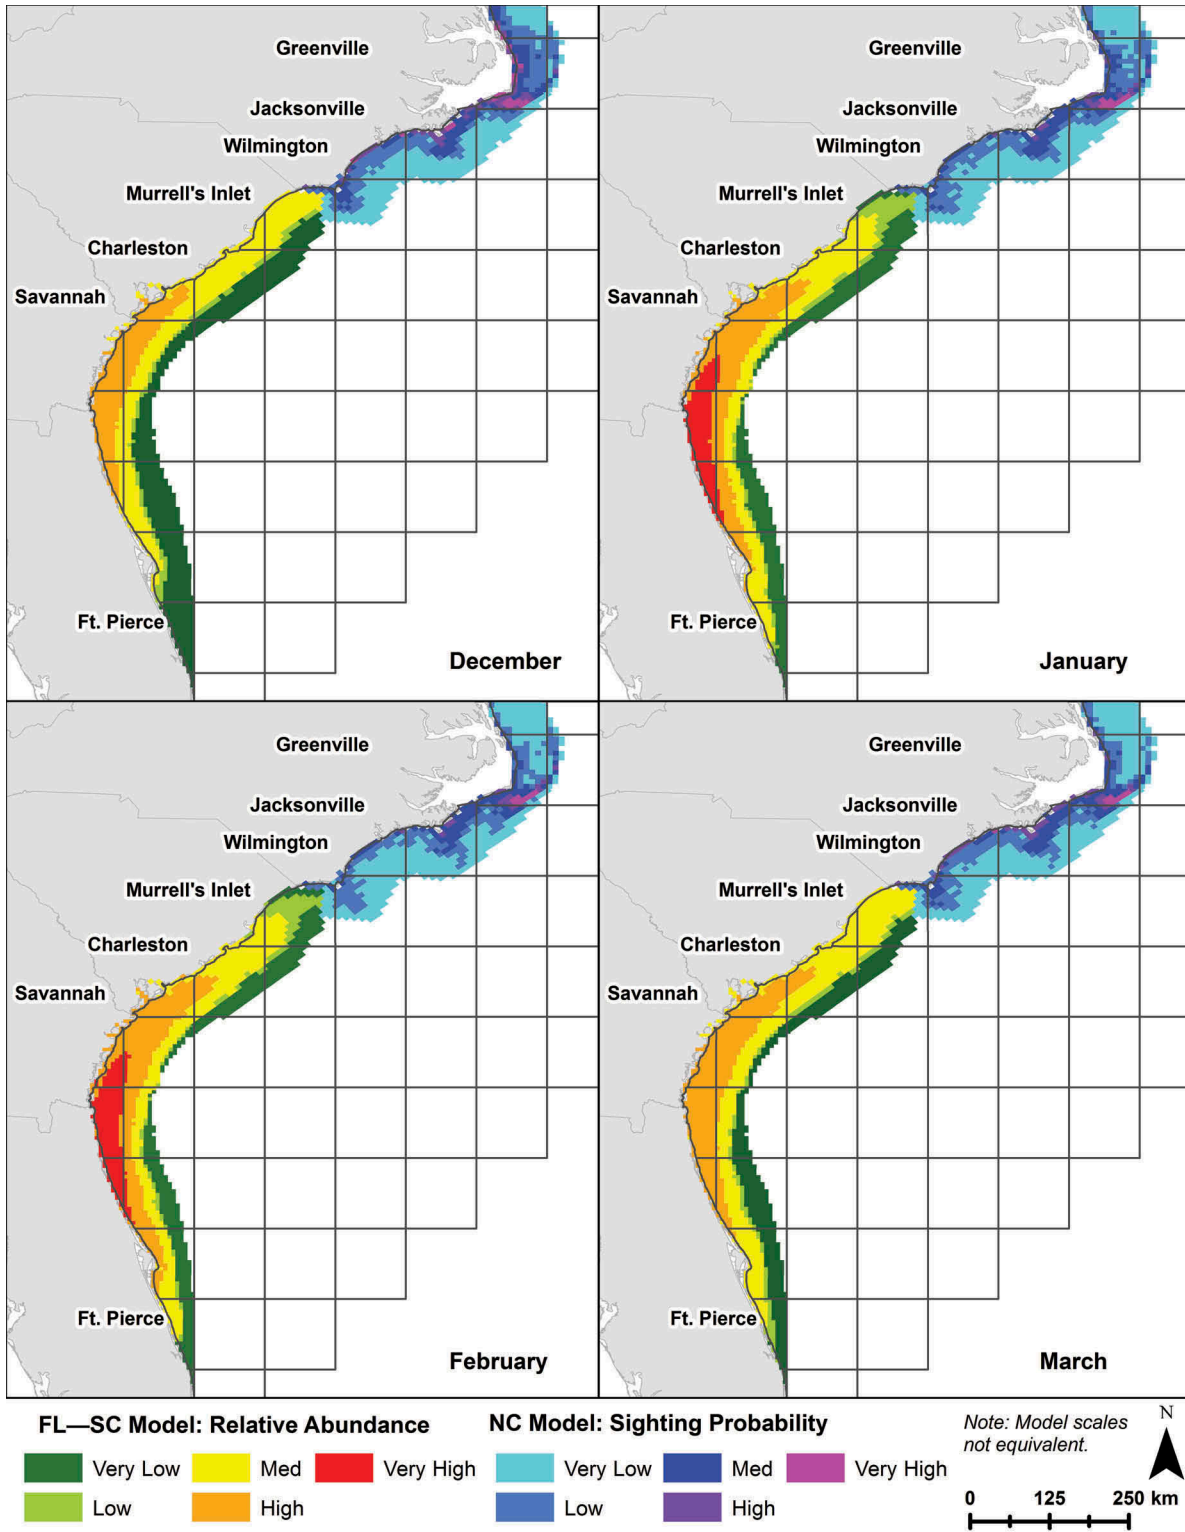 Greenville
Jacksonville
Wilmington
Murrell's Inlet
Charleston
Savannah
Ft. Pierce
December
Greenville
Jacksonville
Wilmington
Murrell's Inlet
Charleston
Savannah
Ft. Pierce
January
Greenville
Jacksonville
Wilmington
Murrell's Inlet
Charleston
Savannah
Ft. Pierce
February
Greenville
Jacksonville
Wilmington
Murrell's Inlet
Charleston
Savannah
Ft. Pierce
March
FL—SC Model: Relative Abundance
Very Low
Med
Very High
Low
High
NC Model: Sighting Probability
Very Low
Med
Very High
Low
High
Note: Model scales
not equivalent.
N
0 125 250 km